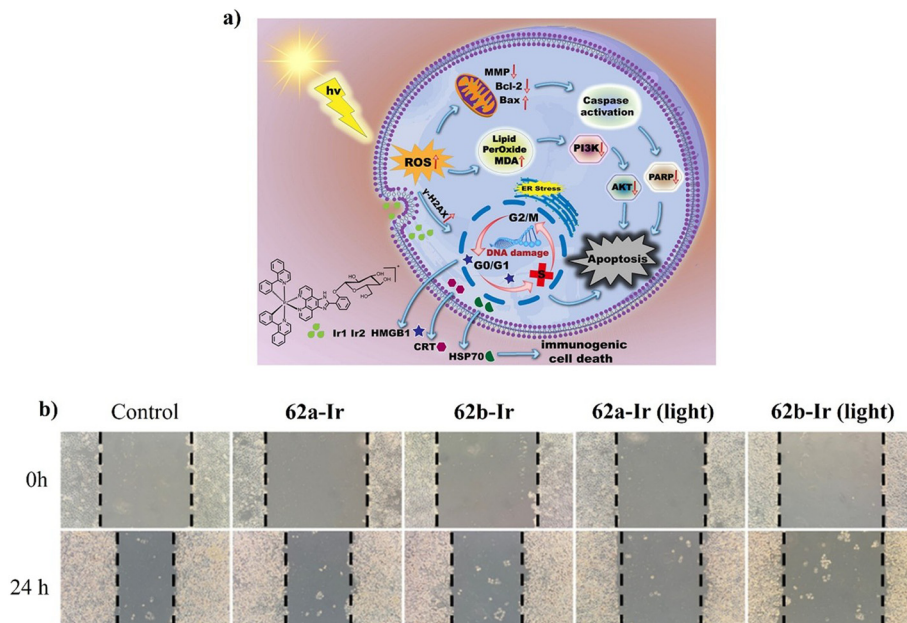 a)
hv
MMP↓
Bcl-2↓
Bax↑
Caspase
activation
ROS↑
Lipid
PerOxide
MDA↑
PI3K↓
AKT↓
PARP↓
ER Stress
γ-H2AX↑
G2/M
DNA damage
G0/G1
S
Apoptosis
Ir1 Ir2 HMGB1
CRT
HSP70
immunogenic
cell death
b) Control 62a-Ir 62b-Ir 62a-Ir (light) 62b-Ir (light)
0h
24 h